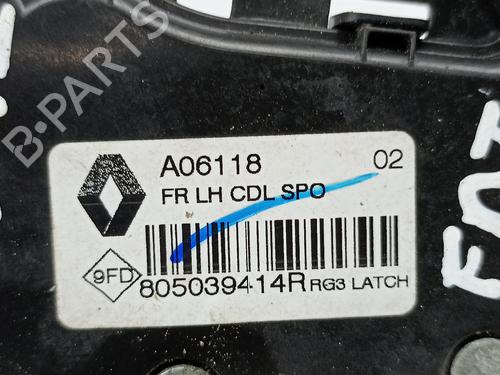 B-PARTS
A06118
02
FR LH CDL SPO
9FD
805039414R RG3 LATCH